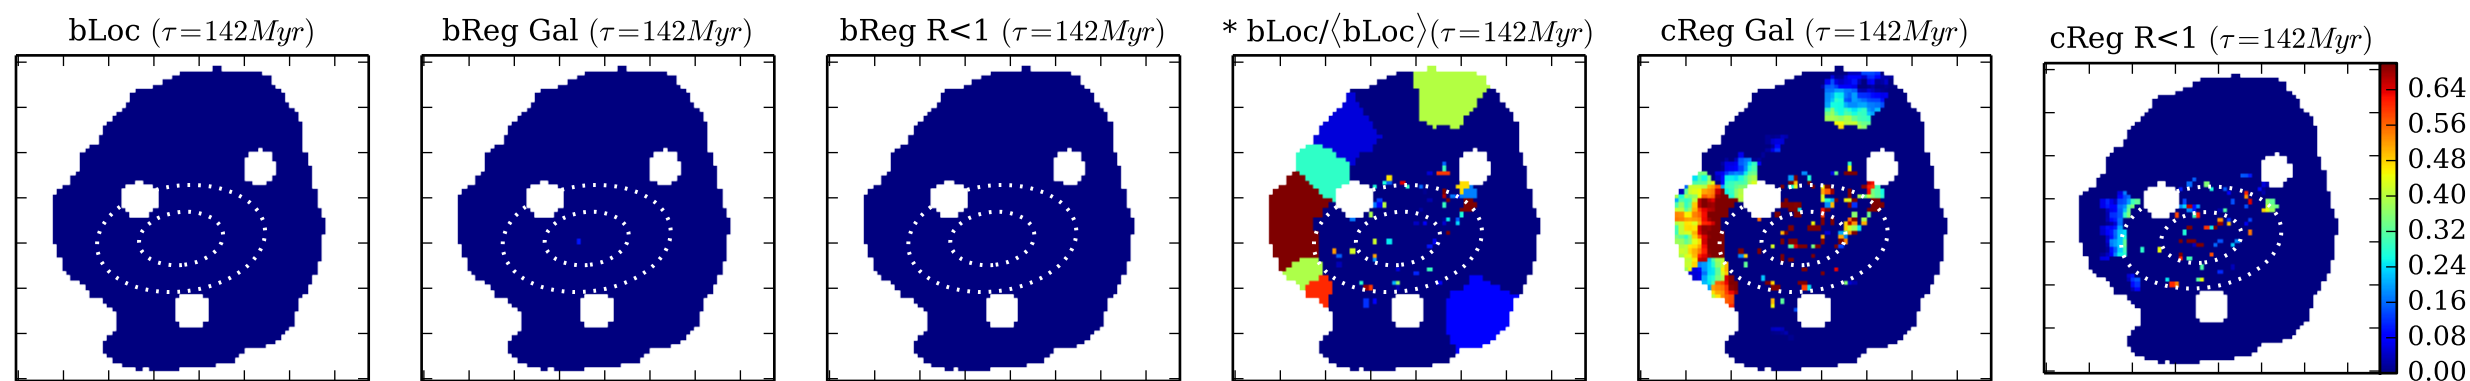 bLoc (τ=142Myr)
bReg Gal (τ=142Myr)
bReg R<1 (τ=142Myr)
* bLoc/⟨bLoc⟩(τ=142Myr)
cReg Gal (τ=142Myr)
cReg R<1 (τ=142Myr)
0.64
0.56
0.48
0.40
0.32
0.24
0.16
0.08
0.00